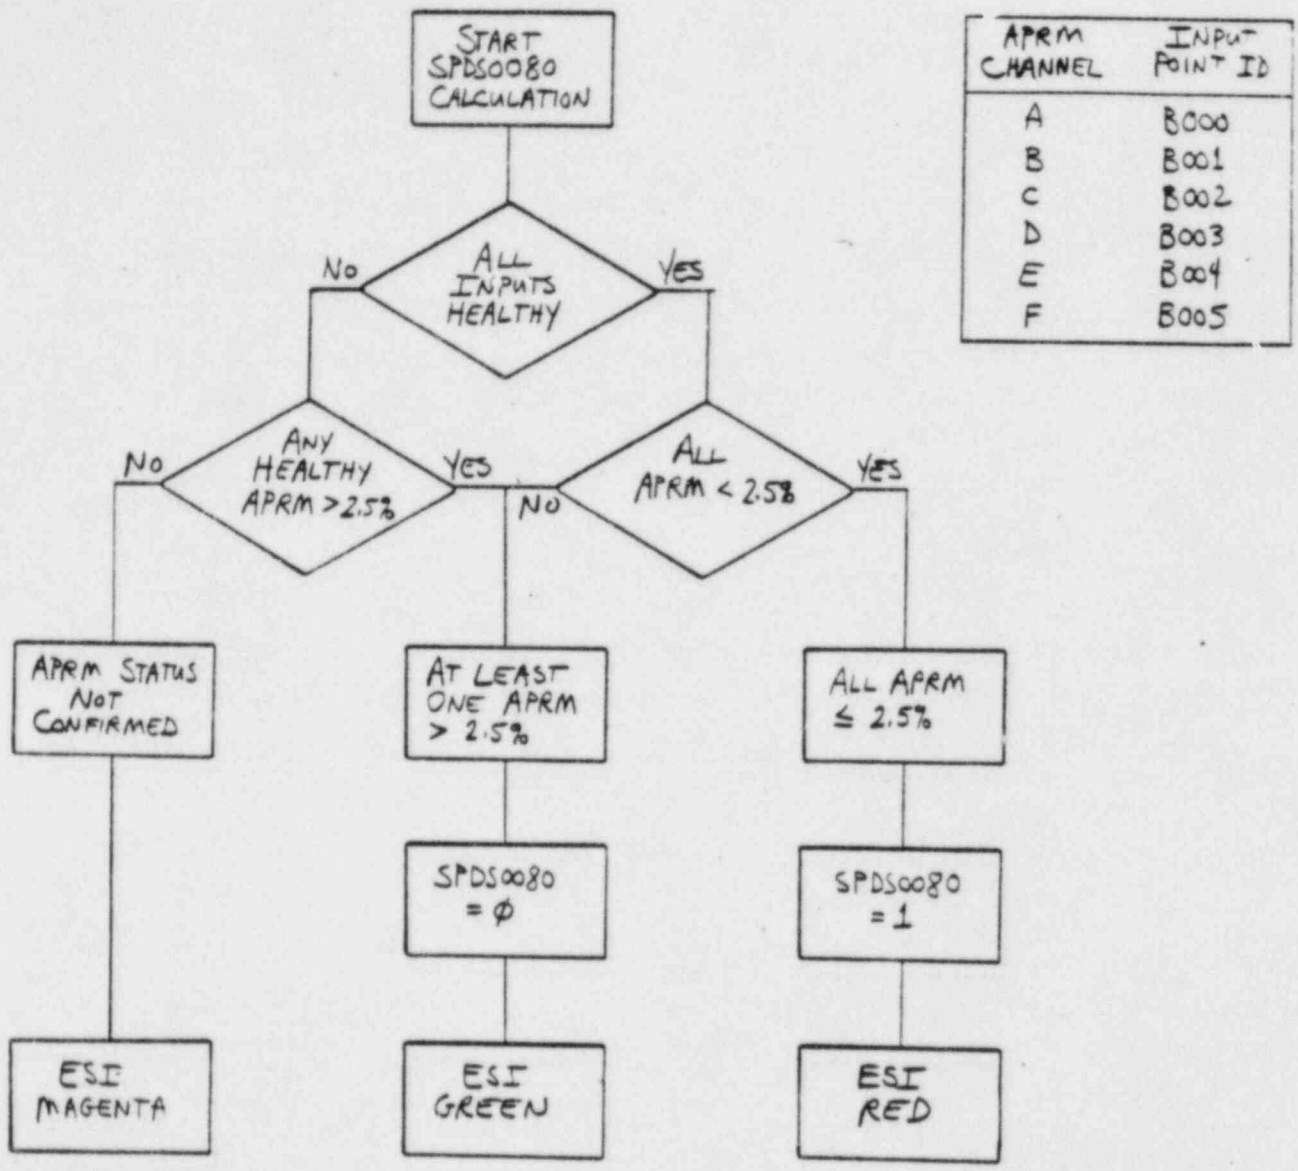 START
SPDS0080
CALCULATION
APRM INPUT
CHANNEL POINT ID
A B000
B B001
C B002
D B003
E B004
F B005
NO
ALL
INPUTS
HEALTHY
YES
NO
ANY
HEALTHY
APRM > 2.5%
YES
NO
ALL
APRM < 2.5%
YES
APRM STATUS
NOT
CONFIRMED
AT LEAST
ONE APRM
> 2.5%
ALL APRM
≤ 2.5%
SPDS0080
= Ø
SPDS0080
= 1
ESI
MAGENTA
ESI
GREEN
ESI
RED